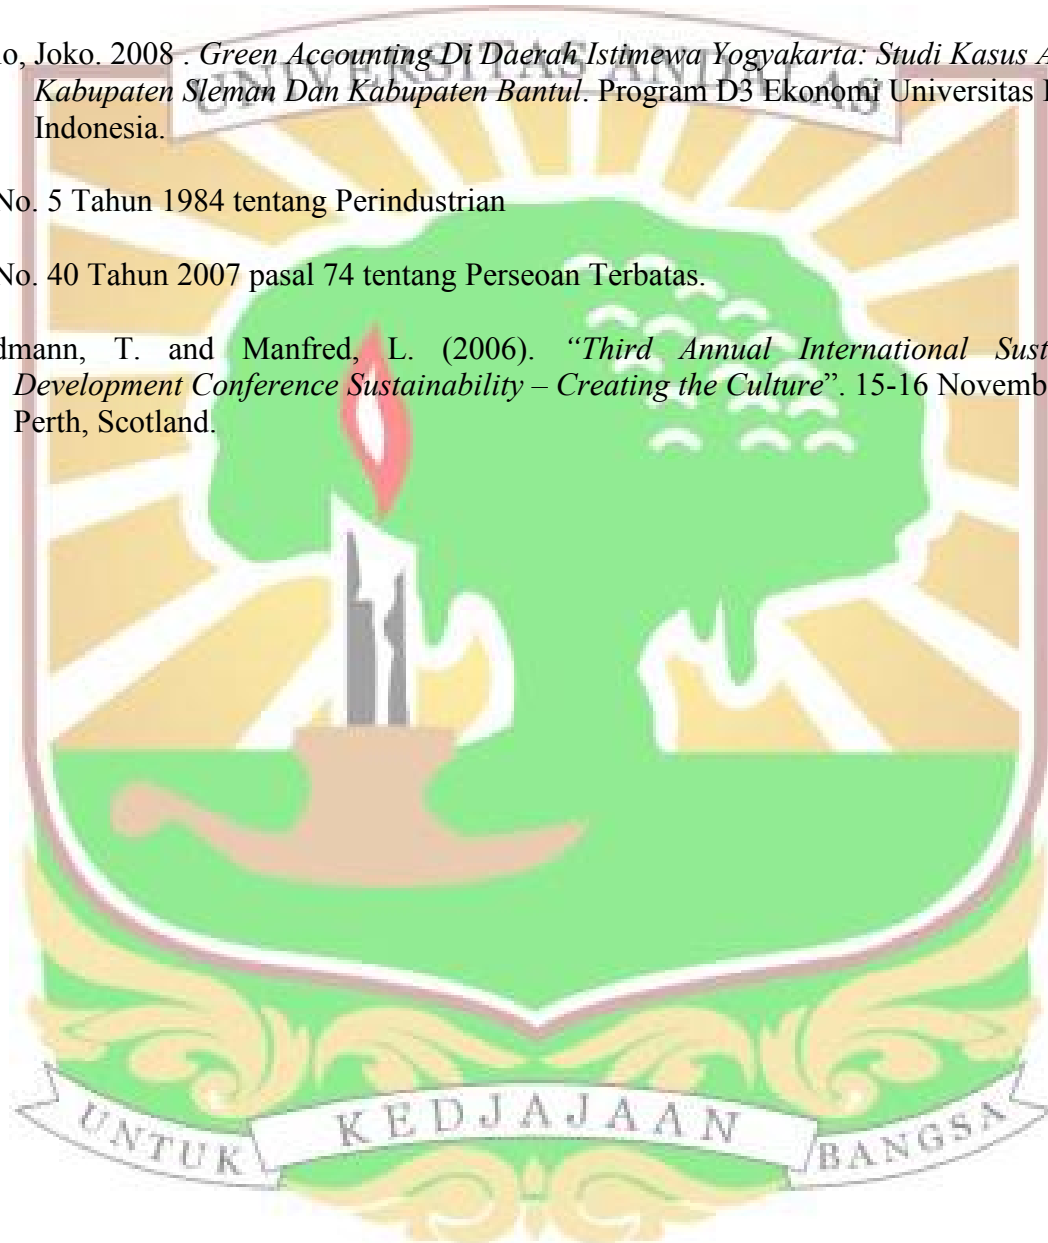 o, Joko. 2008 . Green Accounting Di Daerah Istimewa Yogyakarta: Studi Kasus A
UNIVERSITAS ANDALAS
Kabupaten Sleman Dan Kabupaten Bantul. Program D3 Ekonomi Universitas I
Indonesia.
No. 5 Tahun 1984 tentang Perindustrian
No. 40 Tahun 2007 pasal 74 tentang Perseoan Terbatas.
dmann, T. and Manfred, L. (2006). “Third Annual International Sust
Development Conference Sustainability – Creating the Culture”. 15-16 Novemb
Perth, Scotland.
UNTUK KEDJAJAAN BANGSA